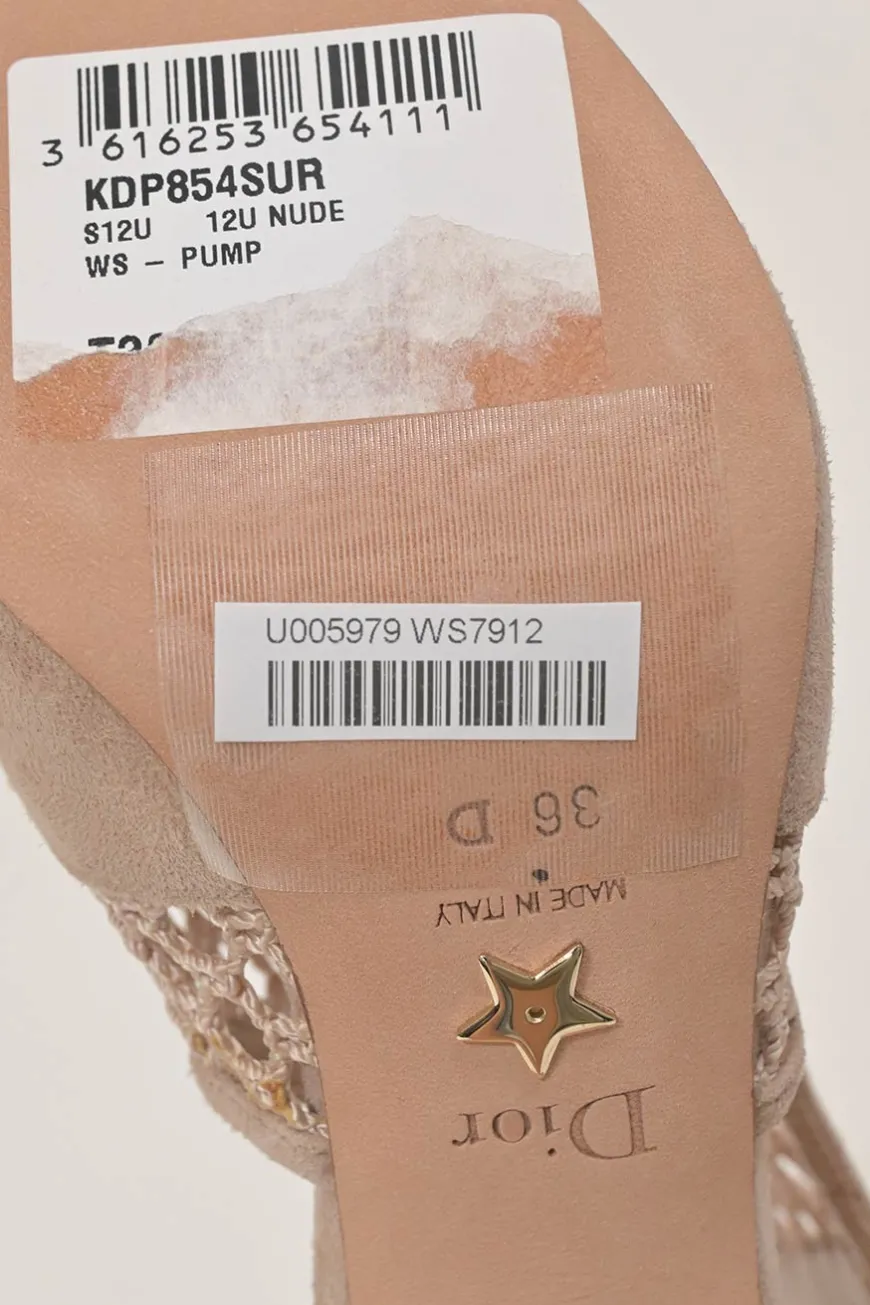 3 616253 654111
KDP854SUR
S12U 12U NUDE
WS – PUMP
U005979 WS7912
36 D
MADE IN ITALY
Dior